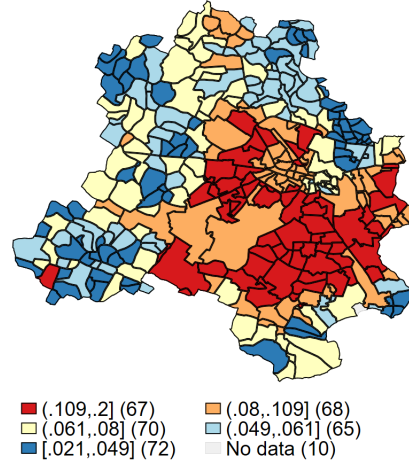 (.109,.2] (67) (.08,.109] (68)
(.061,.08] (70) (.049,.061] (65)
[.021,.049] (72) No data (10)